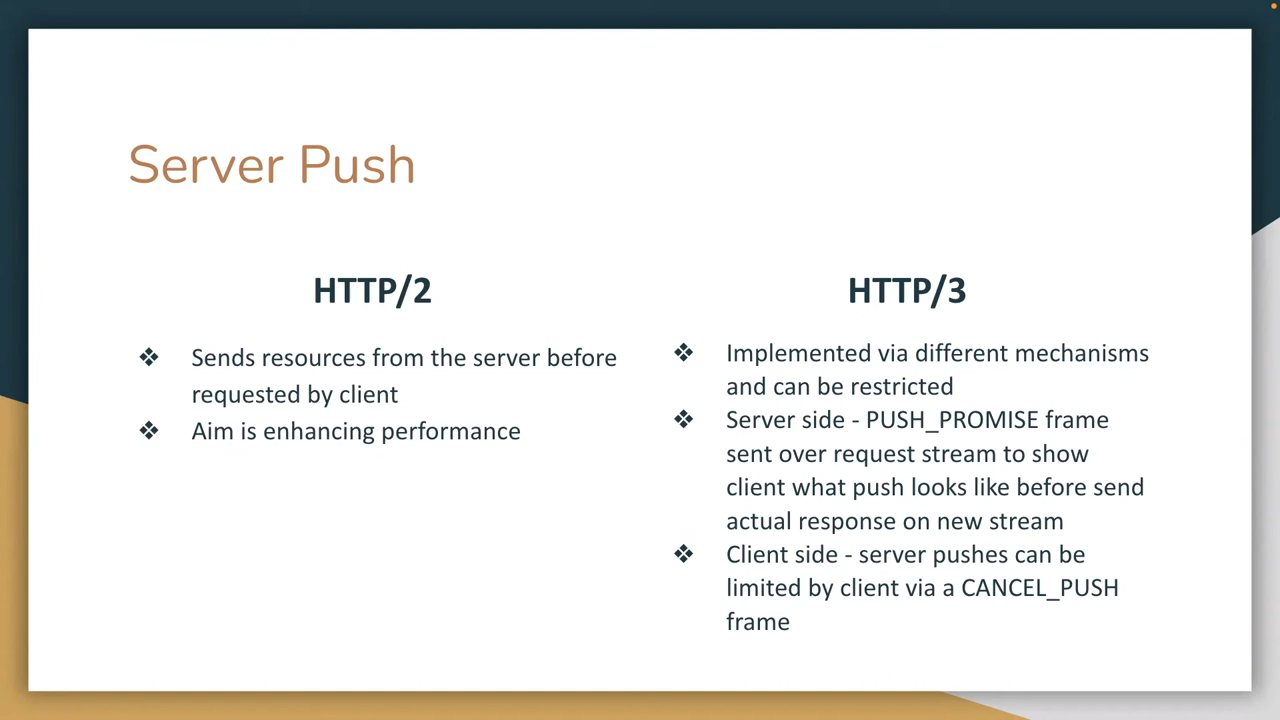 Server Push
HTTP/2
❖ Sends resources from the server before
requested by client
❖ Aim is enhancing performance
HTTP/3
❖ Implemented via different mechanisms
and can be restricted
❖ Server side - PUSH_PROMISE frame
sent over request stream to show
client what push looks like before send
actual response on new stream
❖ Client side - server pushes can be
limited by client via a CANCEL_PUSH
frame